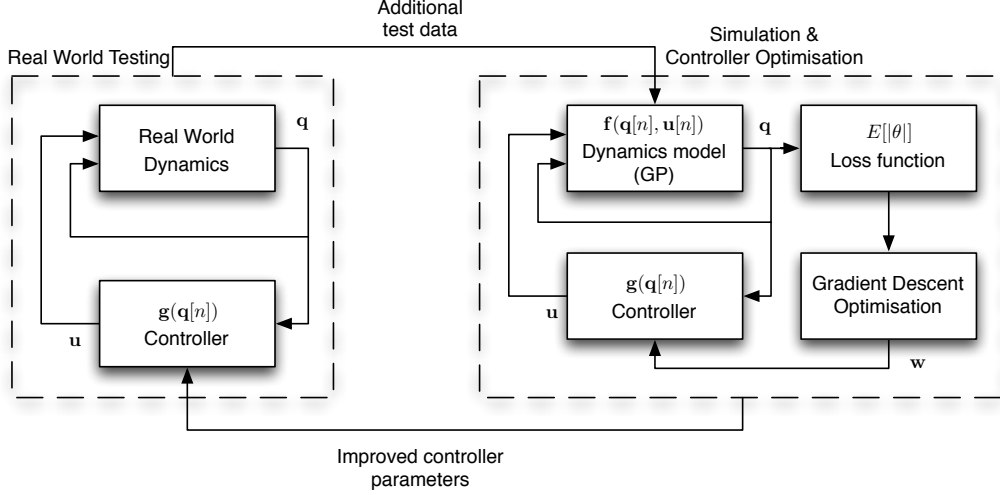 Additional
test data
Real World Testing
Simulation &
Controller Optimisation
Real World
Dynamics
q
g(q[n])
Controller
u
f(q[n], u[n])
Dynamics model
(GP)
q
E[|θ|]
Loss function
g(q[n])
Controller
u
Gradient Descent
Optimisation
w
Improved controller
parameters